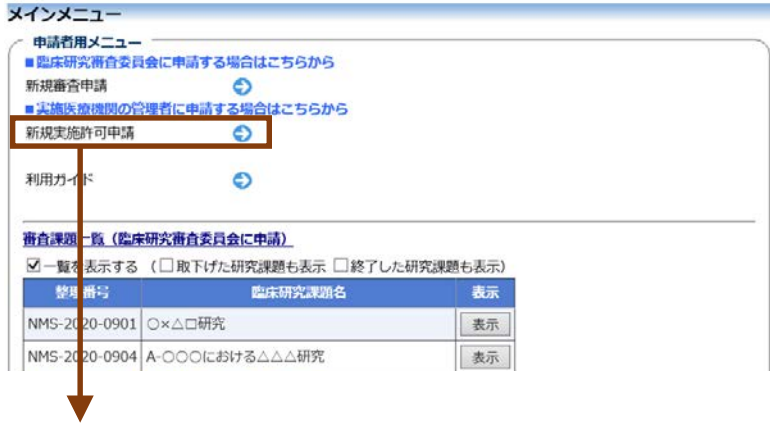 メインメニュー
申請者用メニュー
■臨床研究審査委員会に申請する場合はこちらから
新規審査申請
■実施医療機関の管理者に申請する場合はこちらから
新規実施許可申請
利用ガイド
審査課題一覧（臨床研究審査委員会に申請）
一覧を表示する （□取下げた研究課題も表示 □終了した研究課題も表示）
整理番号 臨床研究課題名 表示
NMS-2020-0901 ○×△□研究 表示
NMS-2020-0904 A-○○○における△△△研究 表示